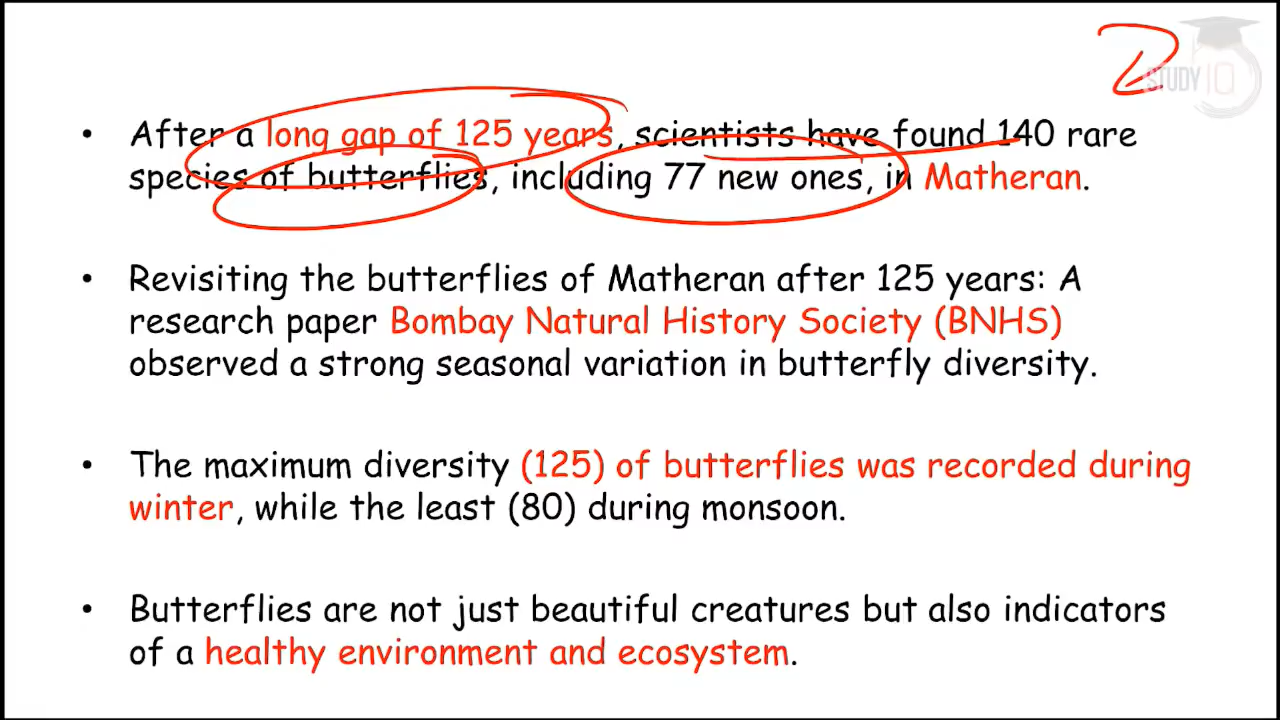 STUDY IQ
• After a long gap of 125 years, scientists have found 140 rare
species of butterflies, including 77 new ones, in Matheran.
• Revisiting the butterflies of Matheran after 125 years: A
research paper Bombay Natural History Society (BNHS)
observed a strong seasonal variation in butterfly diversity.
• The maximum diversity (125) of butterflies was recorded during
winter, while the least (80) during monsoon.
• Butterflies are not just beautiful creatures but also indicators
of a healthy environment and ecosystem.